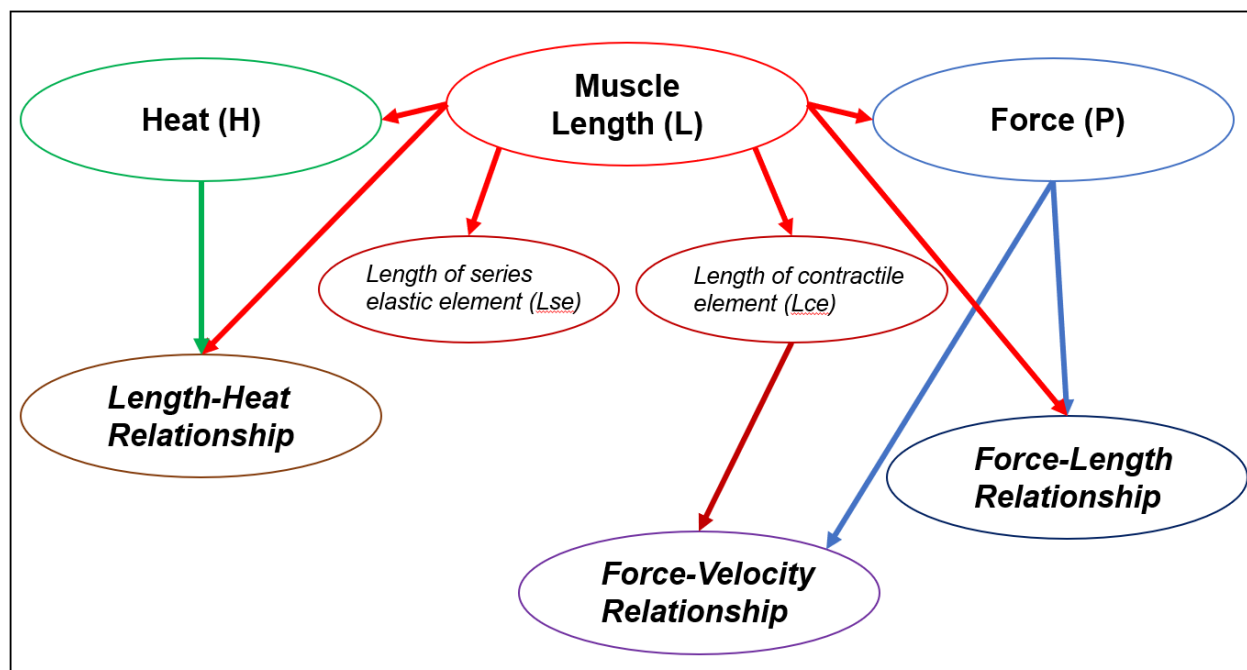 Heat (H)
Muscle
Length (L)
Force (P)
Length of series
elastic element (Lse)
Length of contractile
element (Lce)
Length-Heat
Relationship
Force-Length
Relationship
Force-Velocity
Relationship